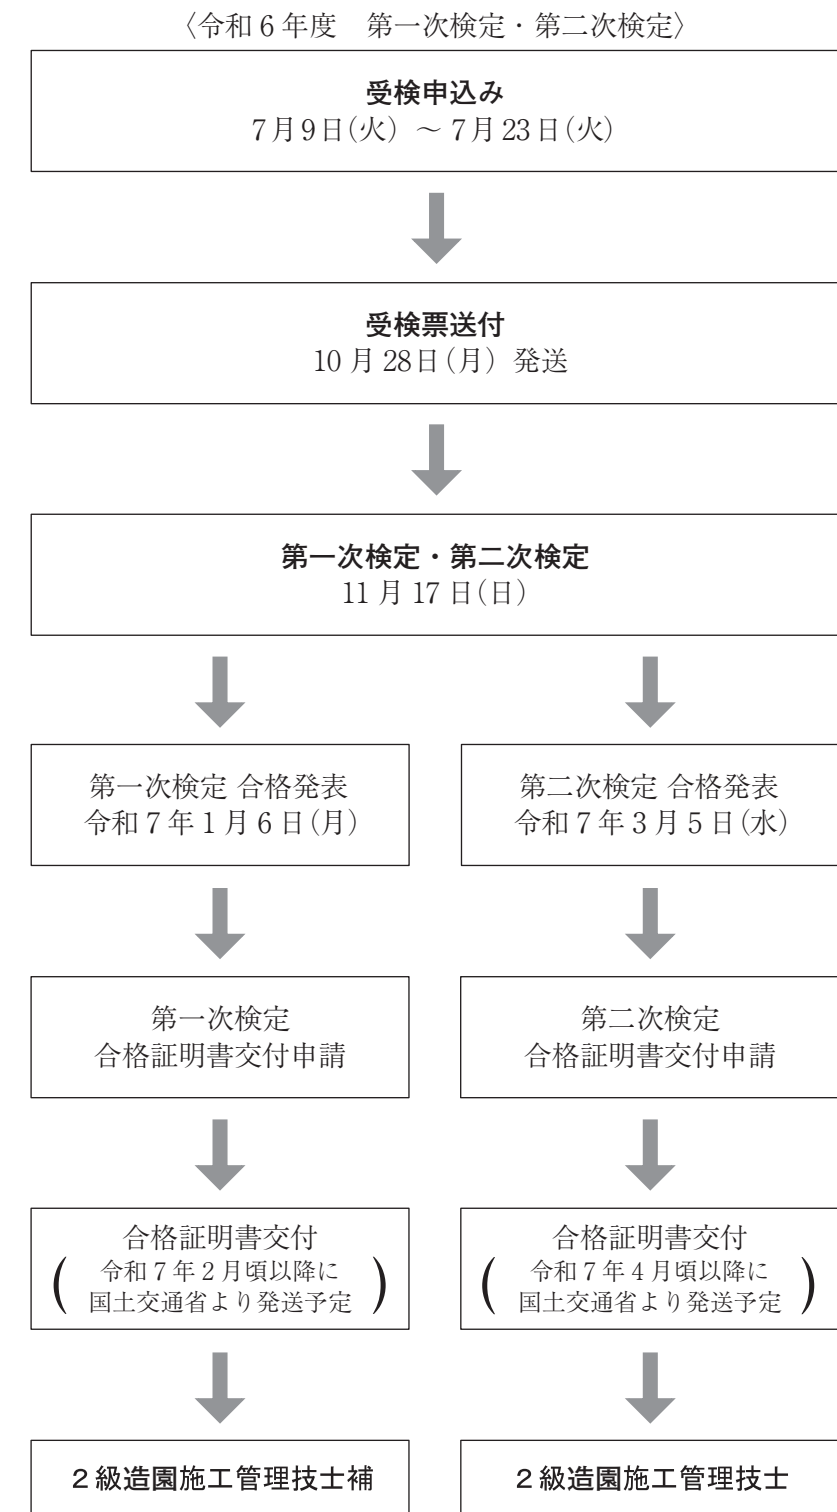 〈令和6年度　第一次検定・第二次検定〉
受検申込み
7月9日(火) ～ 7月23日(火)
受検票送付
10月28日(月) 発送
第一次検定・第二次検定
11月17日(日)
第一次検定 合格発表
令和7年1月6日(月)
第二次検定 合格発表
令和7年3月5日(水)
第一次検定
合格証明書交付申請
第二次検定
合格証明書交付申請
合格証明書交付
(令和7年2月頃以降に
国土交通省より発送予定)
合格証明書交付
(令和7年4月頃以降に
国土交通省より発送予定)
2級造園施工管理技士補
2級造園施工管理技士